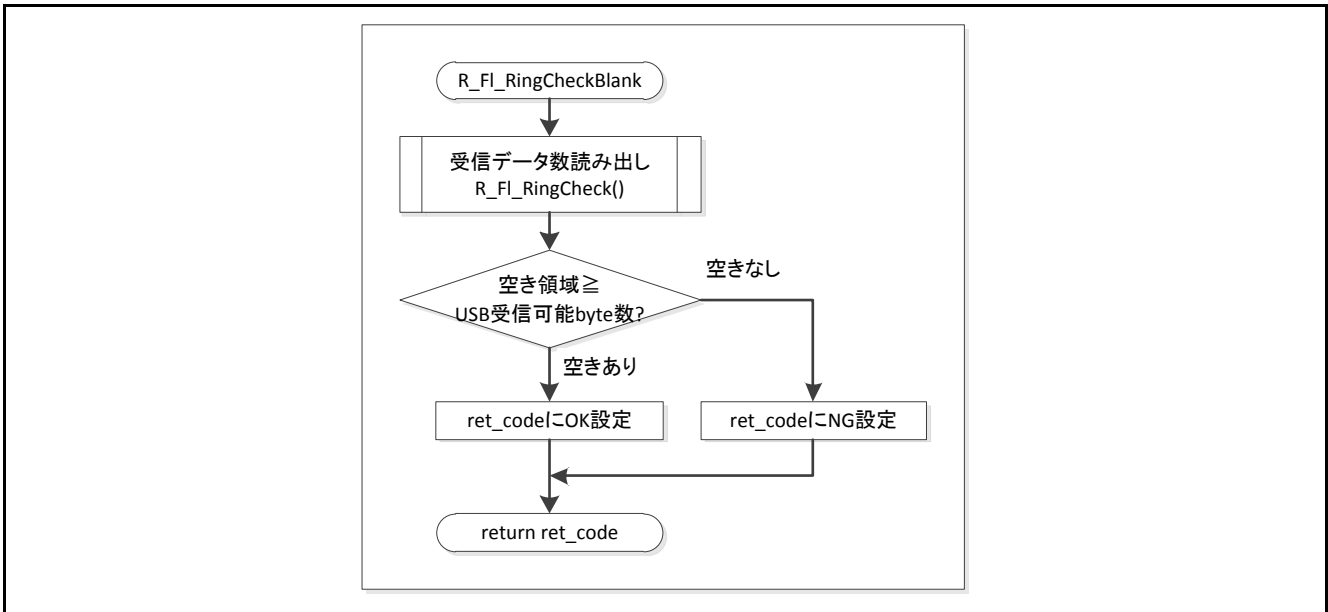 R_Fl_RingCheckBlank
受信データ数読み出し
R_Fl_RingCheck()
空き領域≧
USB受信可能byte数?
空きなし
空きあり
ret_codeにOK設定
ret_codeにNG設定
return ret_code